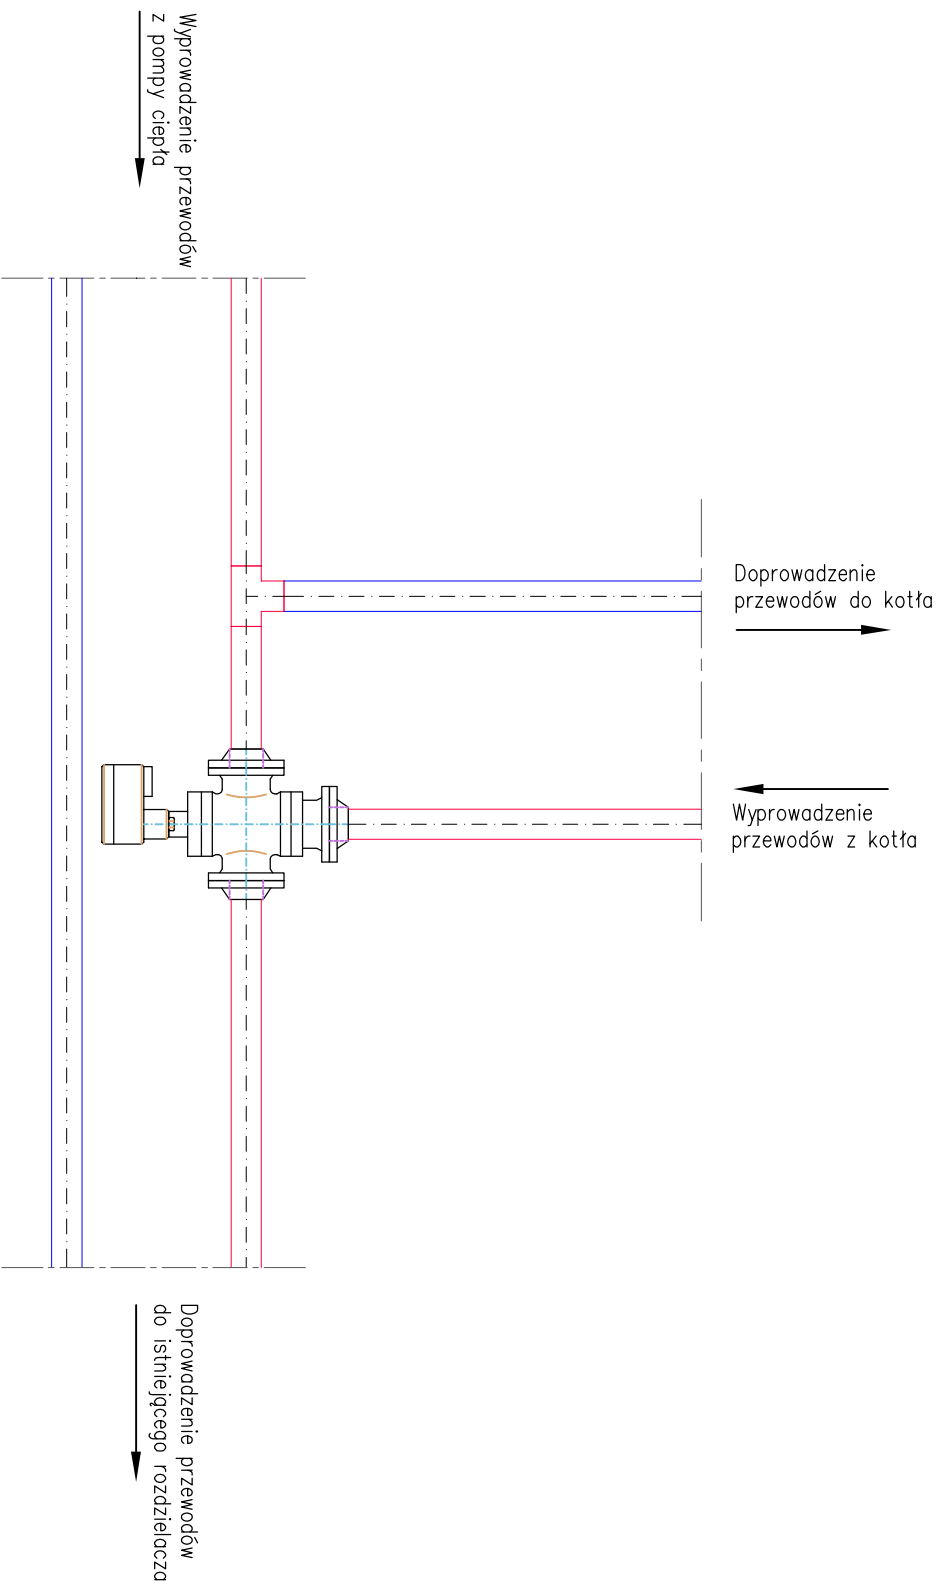 Wyprowadzenie przewodów
z pompy ciepła
Doprowadzenie
przewodów do kotła
Wyprowadzenie
przewodów z kotła
Doprowadzenie przewodów
do istniejącego rozdzielacza